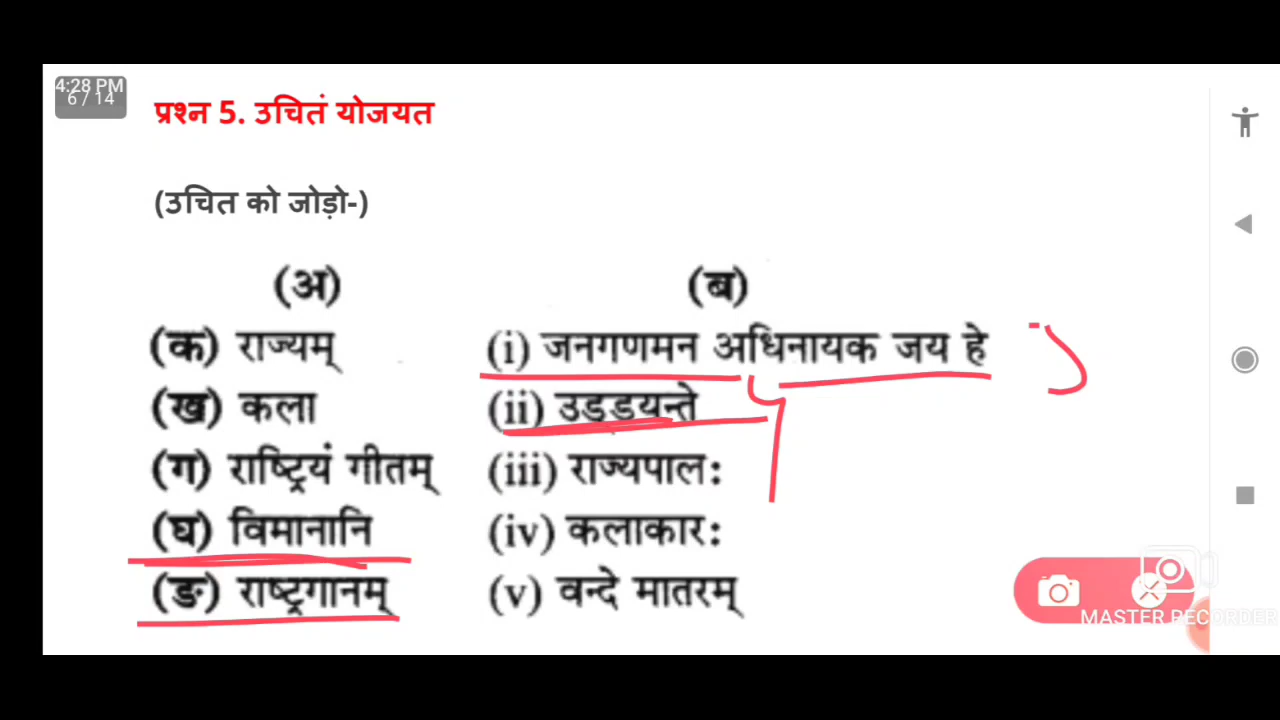 4:28 PM
6 / 14
प्रश्न 5. उचितं योजयत
(उचित को जोड़ो-)
(अ) (ब)
(क) राज्यम् (i) जनगणमन अधिनायक जय हे
(ख) कला (ii) उड्डयन्ते
(ग) राष्ट्रियं गीतम् (iii) राज्यपालः
(घ) विमानानि (iv) कलाकारः
(ङ) राष्ट्रगानम् (v) वन्दे मातरम्
MASTER RECORDER